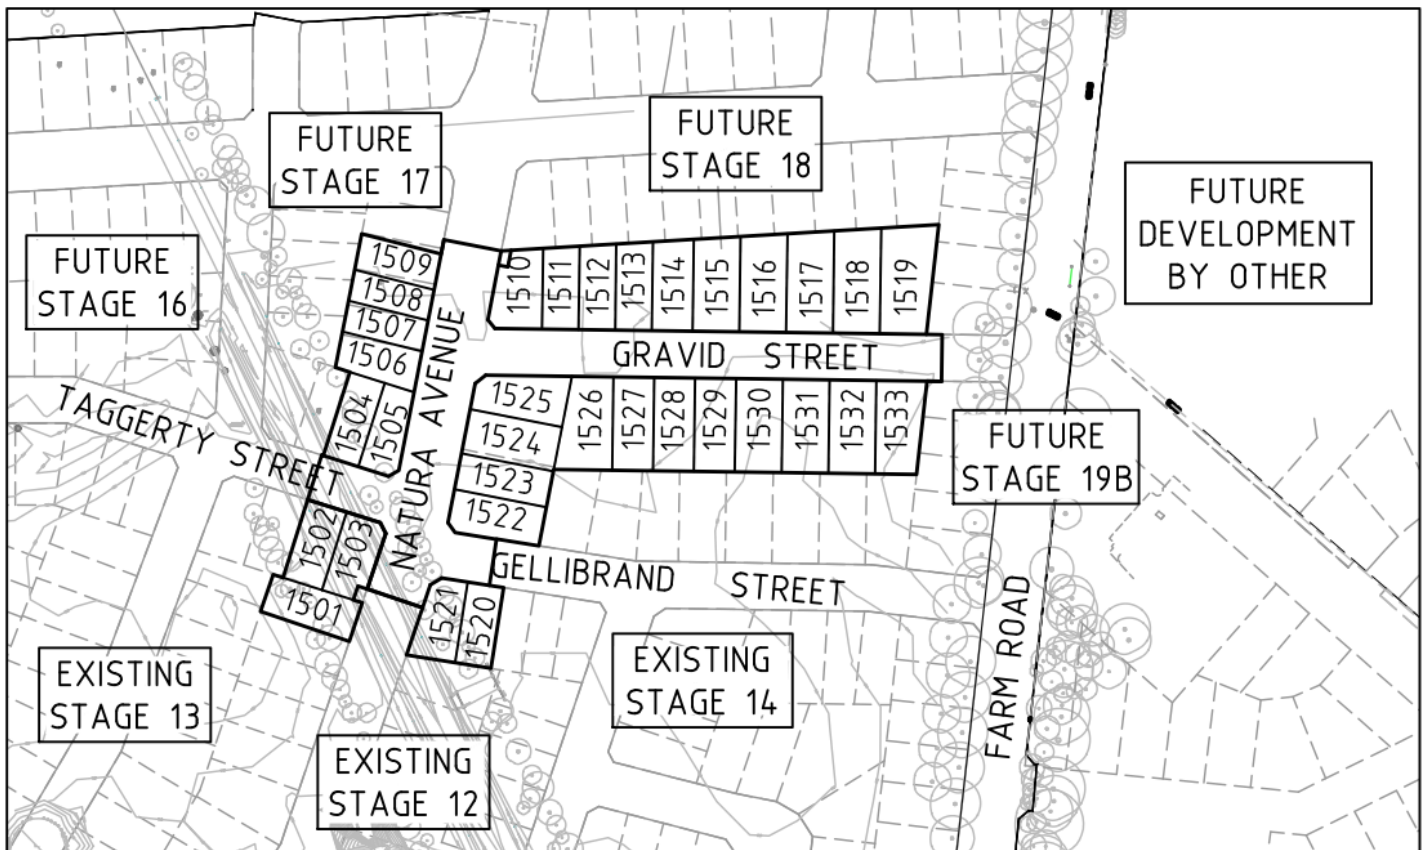 FUTURE
STAGE 17
FUTURE
STAGE 18
FUTURE
DEVELOPMENT
BY OTHER
FUTURE
STAGE 16
1509
1508
1507
1506
1504
1505
1510
1511
1512
1513
1514
1515
1516
1517
1518
1519
NATURA AVENUE
GRAVID STREET
TAGGERTY STREET
1525
1524
1523
1522
1526
1527
1528
1529
1530
1531
1532
1533
FUTURE
STAGE 19B
1502
1503
1501
GELLIBRAND STREET
1521
1520
FARM ROAD
EXISTING
STAGE 13
EXISTING
STAGE 14
EXISTING
STAGE 12